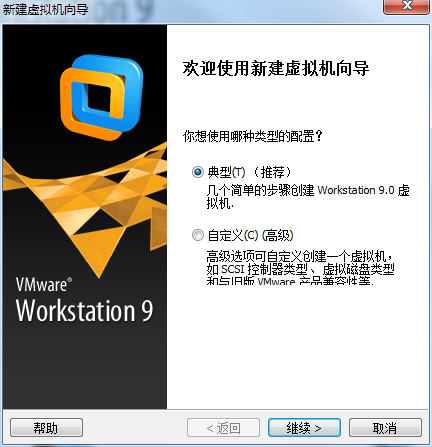 新建虚拟机向导
欢迎使用新建虚拟机向导
你想使用哪种类型的配置？
典型(T) （推荐）
几个简单的步骤创建 Workstation 9.0 虚
拟机.
自定义(C) (高级)
高级选项可自定义创建一个虚拟机，
如 SCSI 控制器类型、虚拟磁盘类型
和与旧版 VMware 产品兼容性等.
VMware®
Workstation 9
帮助
< 返回
继续 >
取消